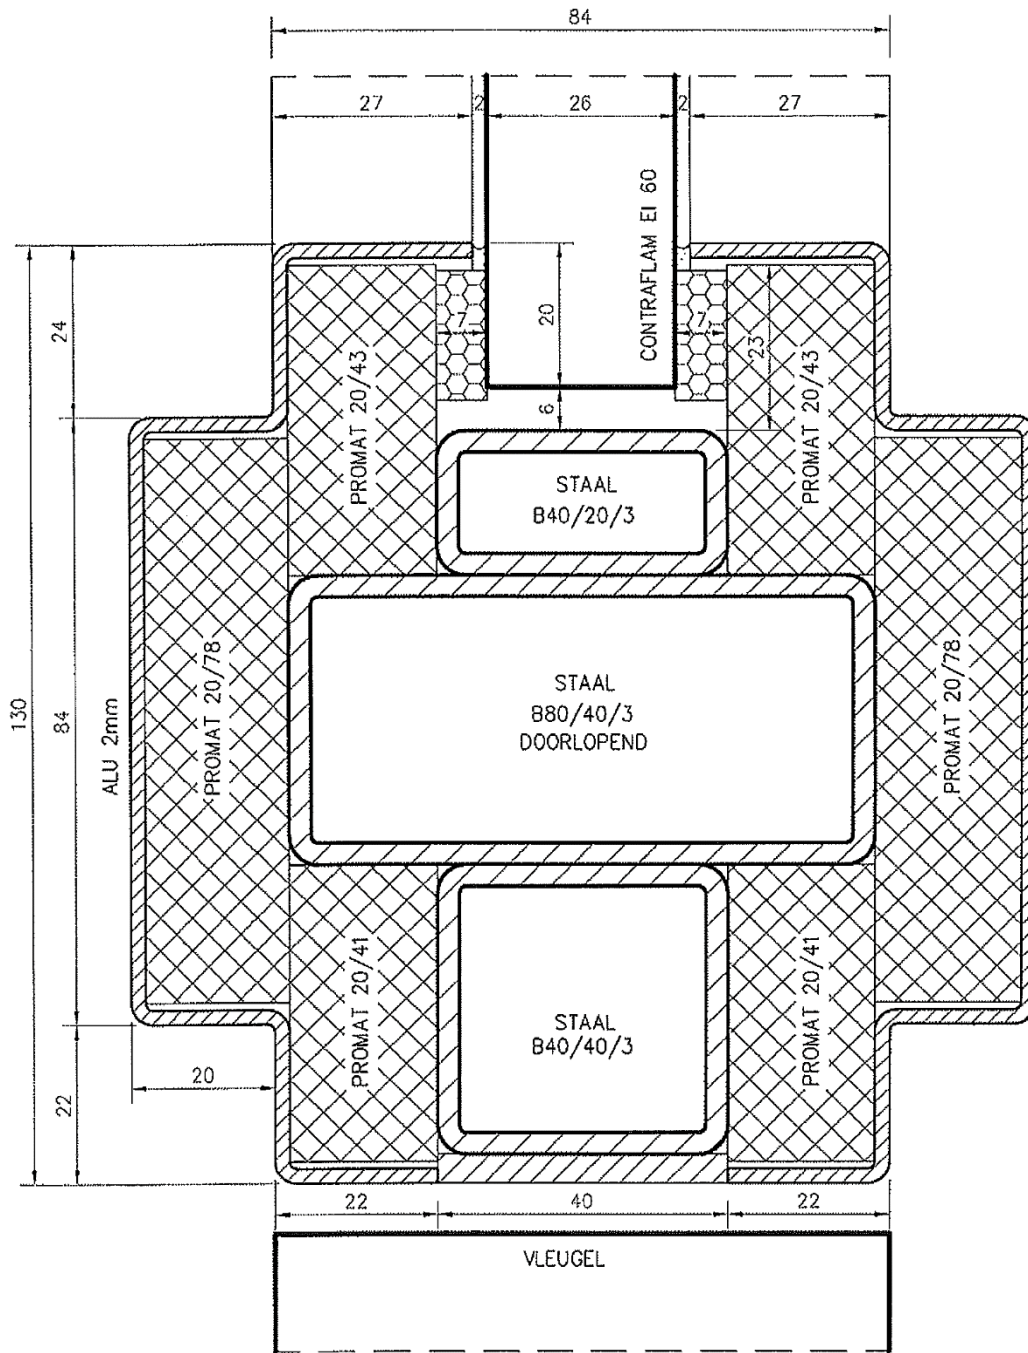 84
27
2
26
2
27
CONTRAFLAM EI 60
24
20
7
7
23
6
PROMAT 20/43
PROMAT 20/43
STAAL
B40/20/3
130
84
ALU 2mm
PROMAT 20/78
STAAL
B80/40/3
DOORLOPEND
PROMAT 20/78
PROMAT 20/41
STAAL
B40/40/3
PROMAT 20/41
20
22
22
40
22
VLEUGEL